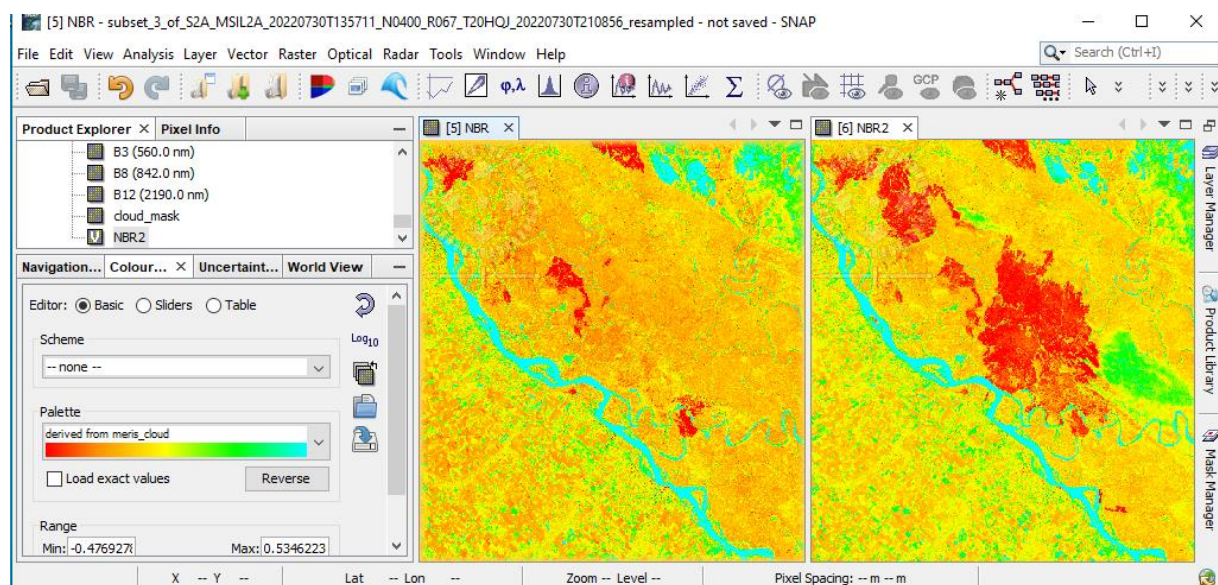 [5] NBR - subset_3_of_S2A_MSIL2A_20220730T135711_N0400_R067_T20HQJ_20220730T210856_resampled - not saved - SNAP
File Edit View Analysis Layer Vector Raster Optical Radar Tools Window Help
Search (Ctrl+I)
φ,λ
Σ
GCP
Product Explorer Pixel Info
[5] NBR
[6] NBR2
B3 (560.0 nm)
B8 (842.0 nm)
B12 (2190.0 nm)
cloud_mask
NBR2
Navigation... Colour... Uncertaint... World View
Editor: Basic Sliders Table
Scheme
Log10
-- none --
Palette
derived from meris_cloud
Load exact values
Reverse
Range
Min: -0.476927 Max: 0.5346223
Layer Manager
Product Library
Mask Manager
X -- Y -- Lat -- Lon -- Zoom -- Level -- Pixel Spacing: -- m -- m